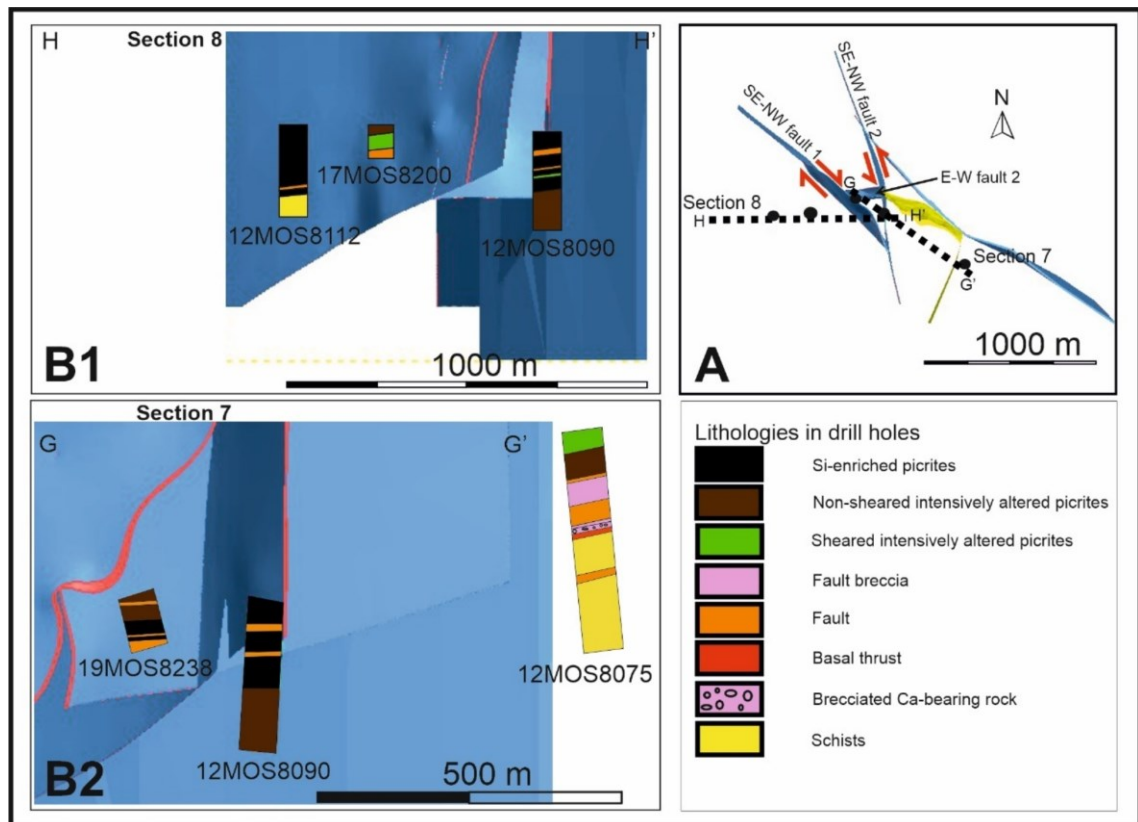 H
Section 8
H'
17MOS8200
12MOS8112
12MOS8090
B1
1000 m
SE-NW fault 1
SE-NW fault 2
N
E-W fault 2
G
Section 8
H
H'
Section 7
G'
1000 m
A
Section 7
G
G'
19MOS8238
12MOS8090
12MOS8075
B2
500 m
Lithologies in drill holes
Si-enriched picrites
Non-sheared intensively altered picrites
Sheared intensively altered picrites
Fault breccia
Fault
Basal thrust
Brecciated Ca-bearing rock
Schists